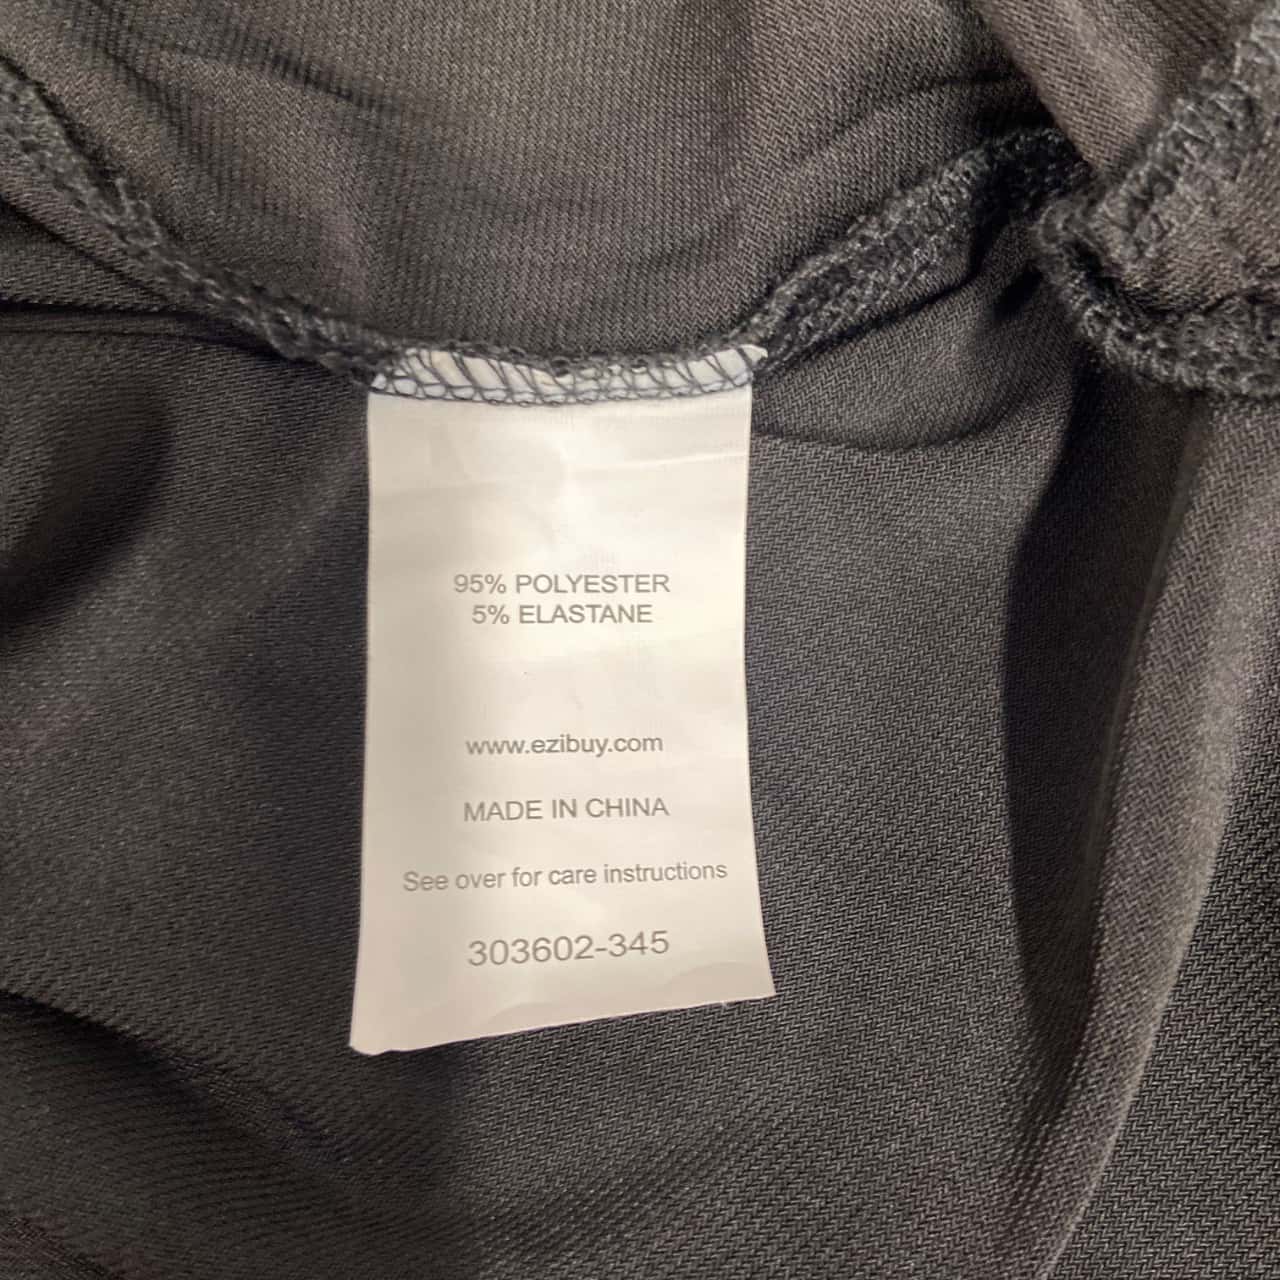 95% POLYESTER
5% ELASTANE
www.ezibuy.com
MADE IN CHINA
See over for care instructions
303602-345